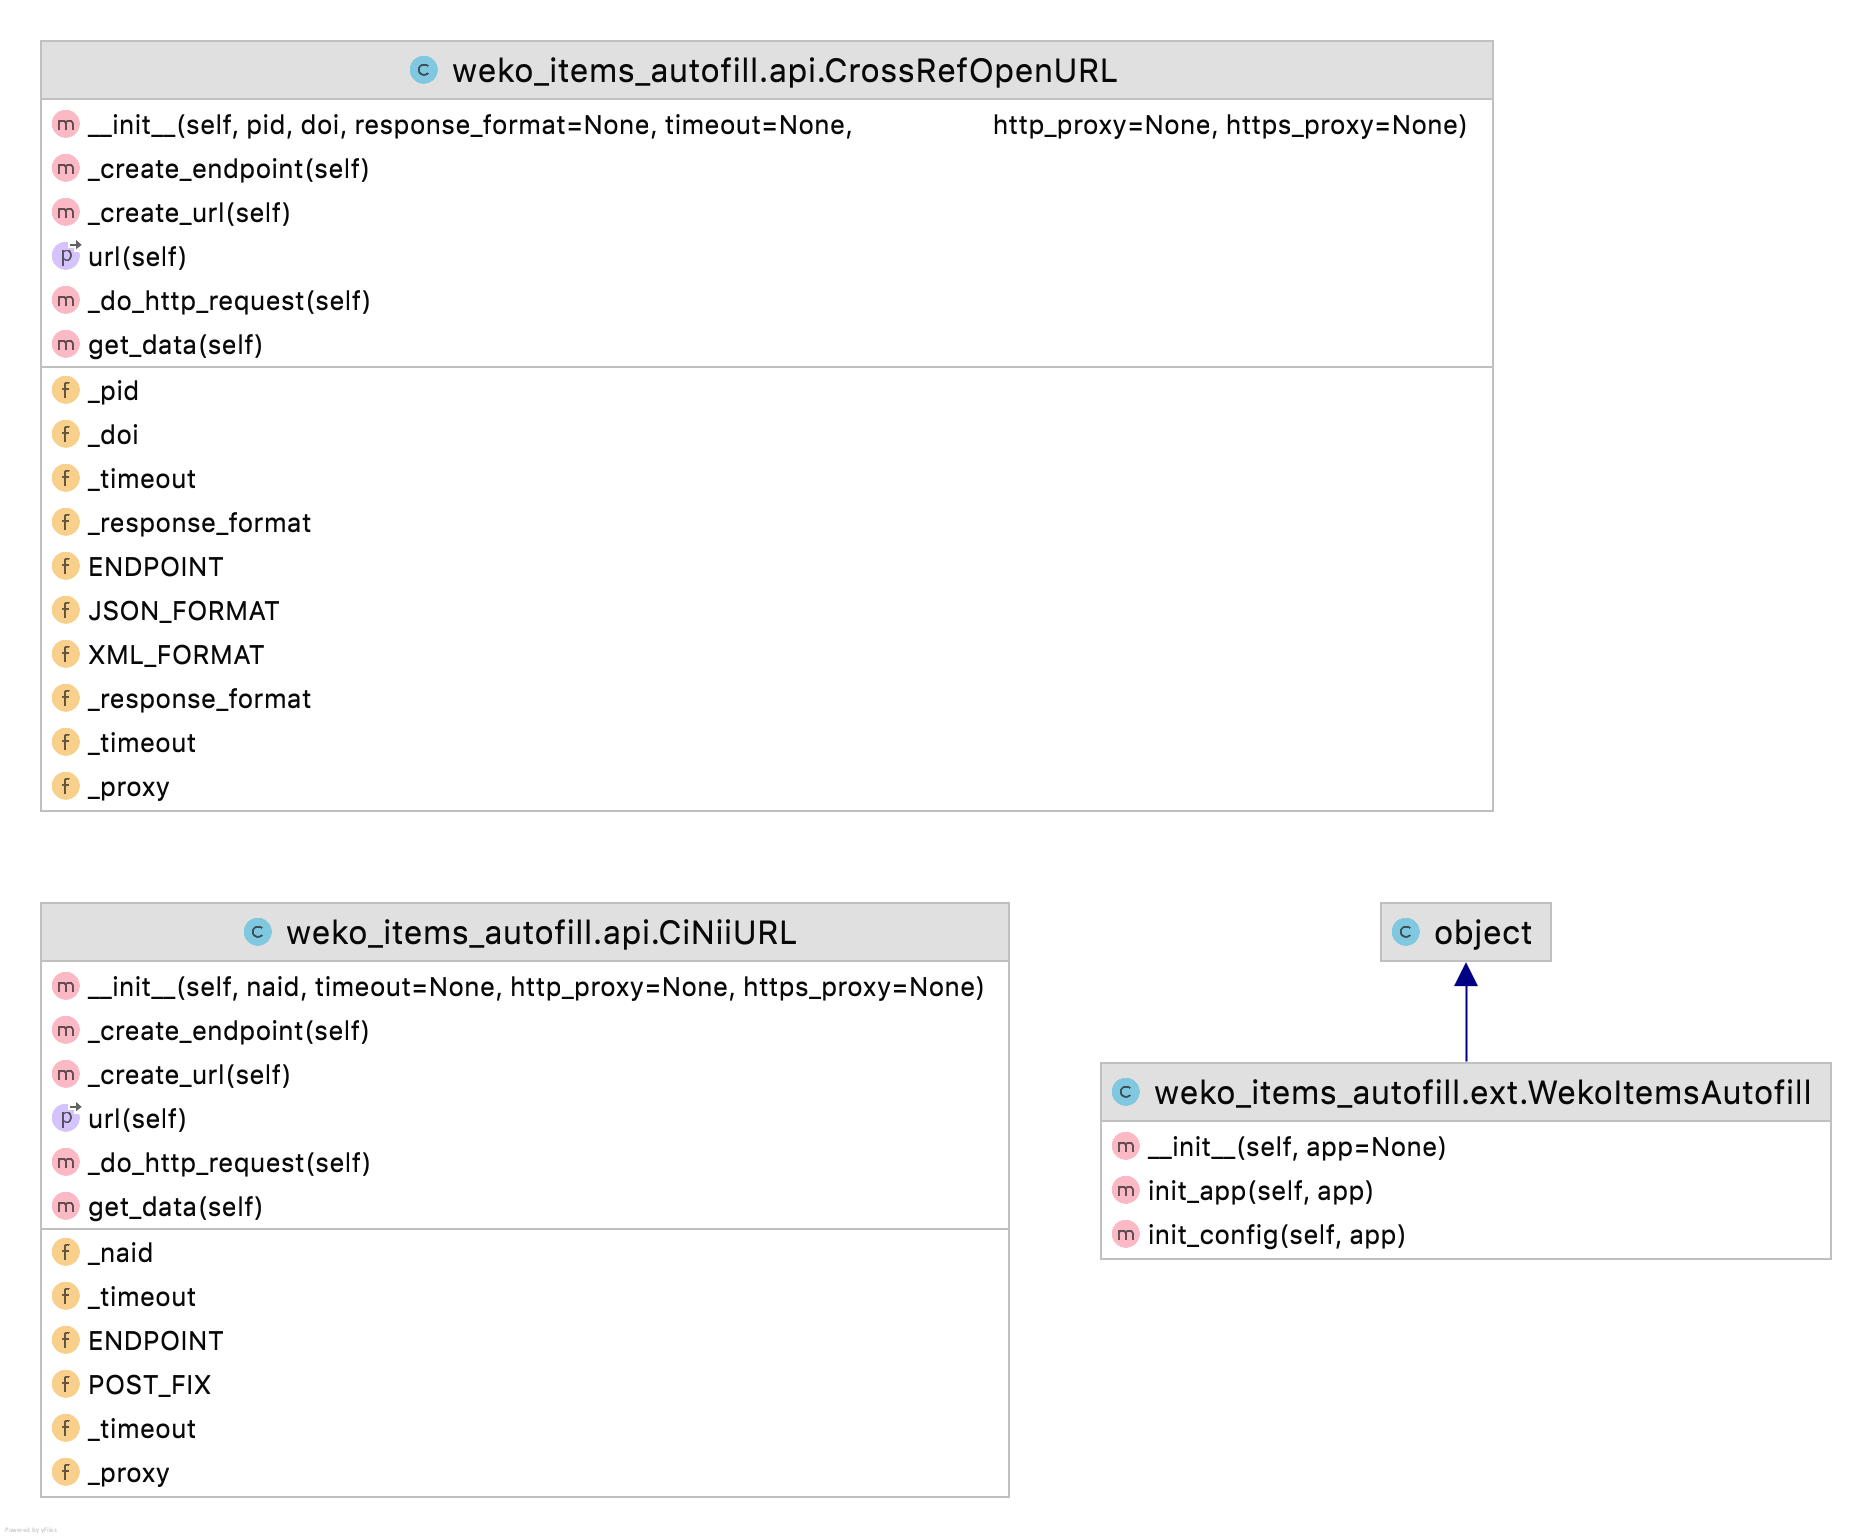 c weko_items_autofill.api.CrossRefOpenURL
m __init__(self, pid, doi, response_format=None, timeout=None, http_proxy=None, https_proxy=None)
m _create_endpoint(self)
m _create_url(self)
p url(self)
m _do_http_request(self)
m get_data(self)
f _pid
f _doi
f _timeout
f _response_format
f ENDPOINT
f JSON_FORMAT
f XML_FORMAT
f _response_format
f _timeout
f _proxy
c weko_items_autofill.api.CiNiiURL
m __init__(self, naid, timeout=None, http_proxy=None, https_proxy=None)
m _create_endpoint(self)
m _create_url(self)
p url(self)
m _do_http_request(self)
m get_data(self)
f _naid
f _timeout
f ENDPOINT
f POST_FIX
f _timeout
f _proxy
c object
c weko_items_autofill.ext.WekoItemsAutofill
m __init__(self, app=None)
m init_app(self, app)
m init_config(self, app)
Powered by yFiles